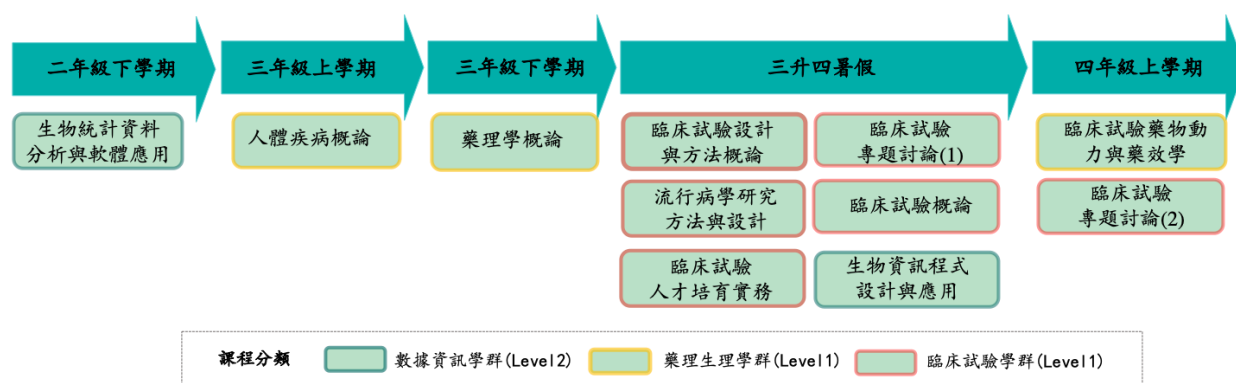 二年級下學期
三年級上學期
三年級下學期
三升四暑假
四年級上學期
生物統計資料
分析與軟體應用
人體疾病概論
藥理學概論
臨床試驗設計
與方法概論
臨床試驗
專題討論(1)
臨床試驗藥物動
力與藥效學
流行病學研究
方法與設計
臨床試驗概論
臨床試驗
專題討論(2)
臨床試驗
人才培育實務
生物資訊程式
設計與應用
課程分類
數據資訊學群(Level2)
藥理生理學群(Level1)
臨床試驗學群(Level1)